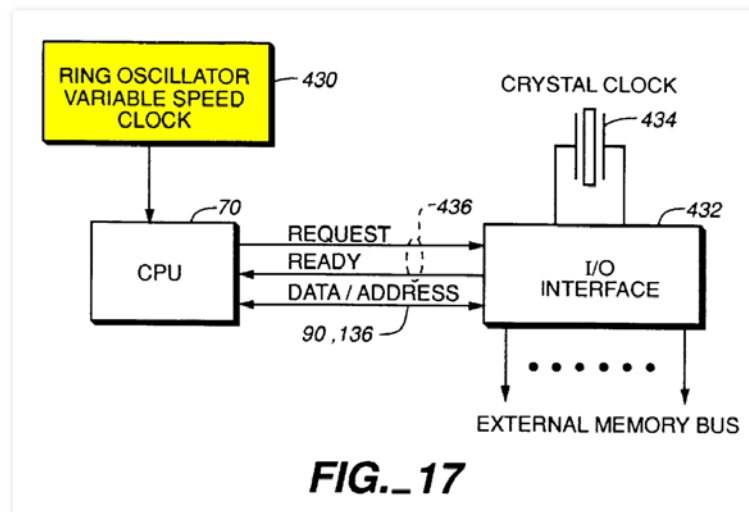 RING OSCILLATOR
VARIABLE SPEED
CLOCK
430
CRYSTAL CLOCK
434
70
436
432
CPU
REQUEST
READY
DATA / ADDRESS
90 ,136
I/O
INTERFACE
EXTERNAL MEMORY BUS
FIG._17